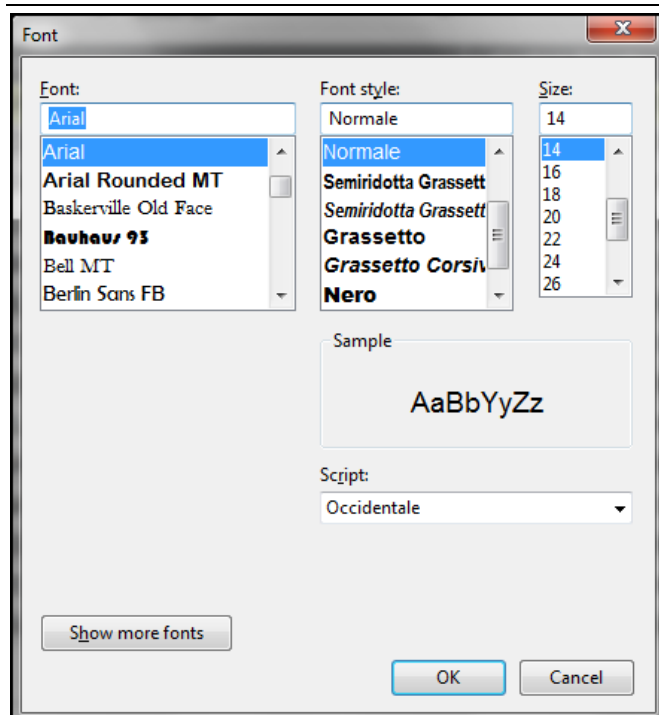 Font
Font:
Font style:
Size:
Arial
Normale
14
Arial
Arial Rounded MT
Baskerville Old Face
Bauhaus 93
Bell MT
Berlin Sans FB
Normale
Semiridotta Grassett
Semiridotta Grassett
Grassetto
Grassetto Corsiv
Nero
14
16
18
20
22
24
26
Sample
AaBbYyZz
Script:
Occidentale
Show more fonts
OK
Cancel